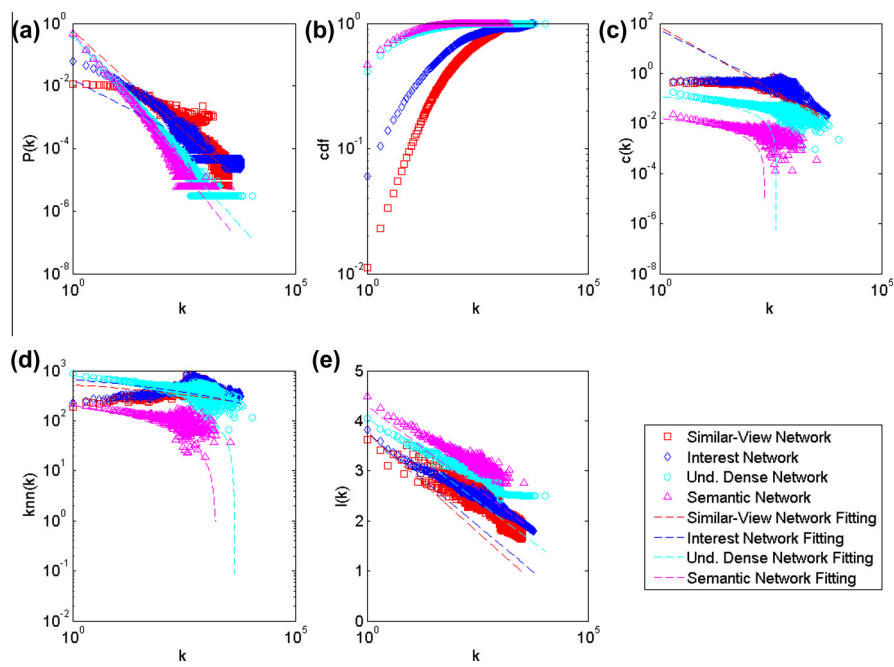 (a)
10^0
10^-2
10^-4
10^-6
10^-8
P(k)
10^0
10^5
k
(b)
10^0
10^-1
10^-2
cdf
10^0
10^5
k
(c)
10^2
10^0
10^-2
10^-4
10^-6
10^-8
c(k)
10^0
10^5
k
(d)
10^3
10^2
10^1
10^0
10^-1
10^-2
knn(k)
10^0
10^5
k
(e)
5
4
3
2
1
0
l(k)
10^0
10^5
k
Similar-View Network
Interest Network
Und. Dense Network
Semantic Network
Similar-View Network Fitting
Interest Network Fitting
Und. Dense Network Fitting
Semantic Network Fitting